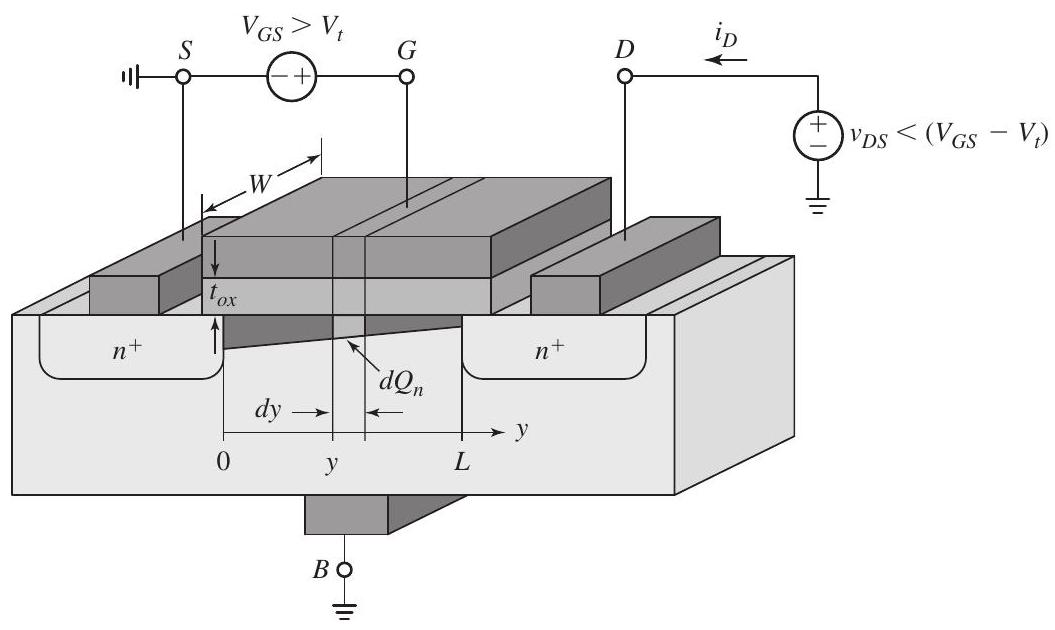 V_GS > V_t
S
− +
G
D
i_D
+
−
v_DS < (V_GS − V_t)
W
t_ox
n+
n+
dQ_n
dy
y
0
y
L
B